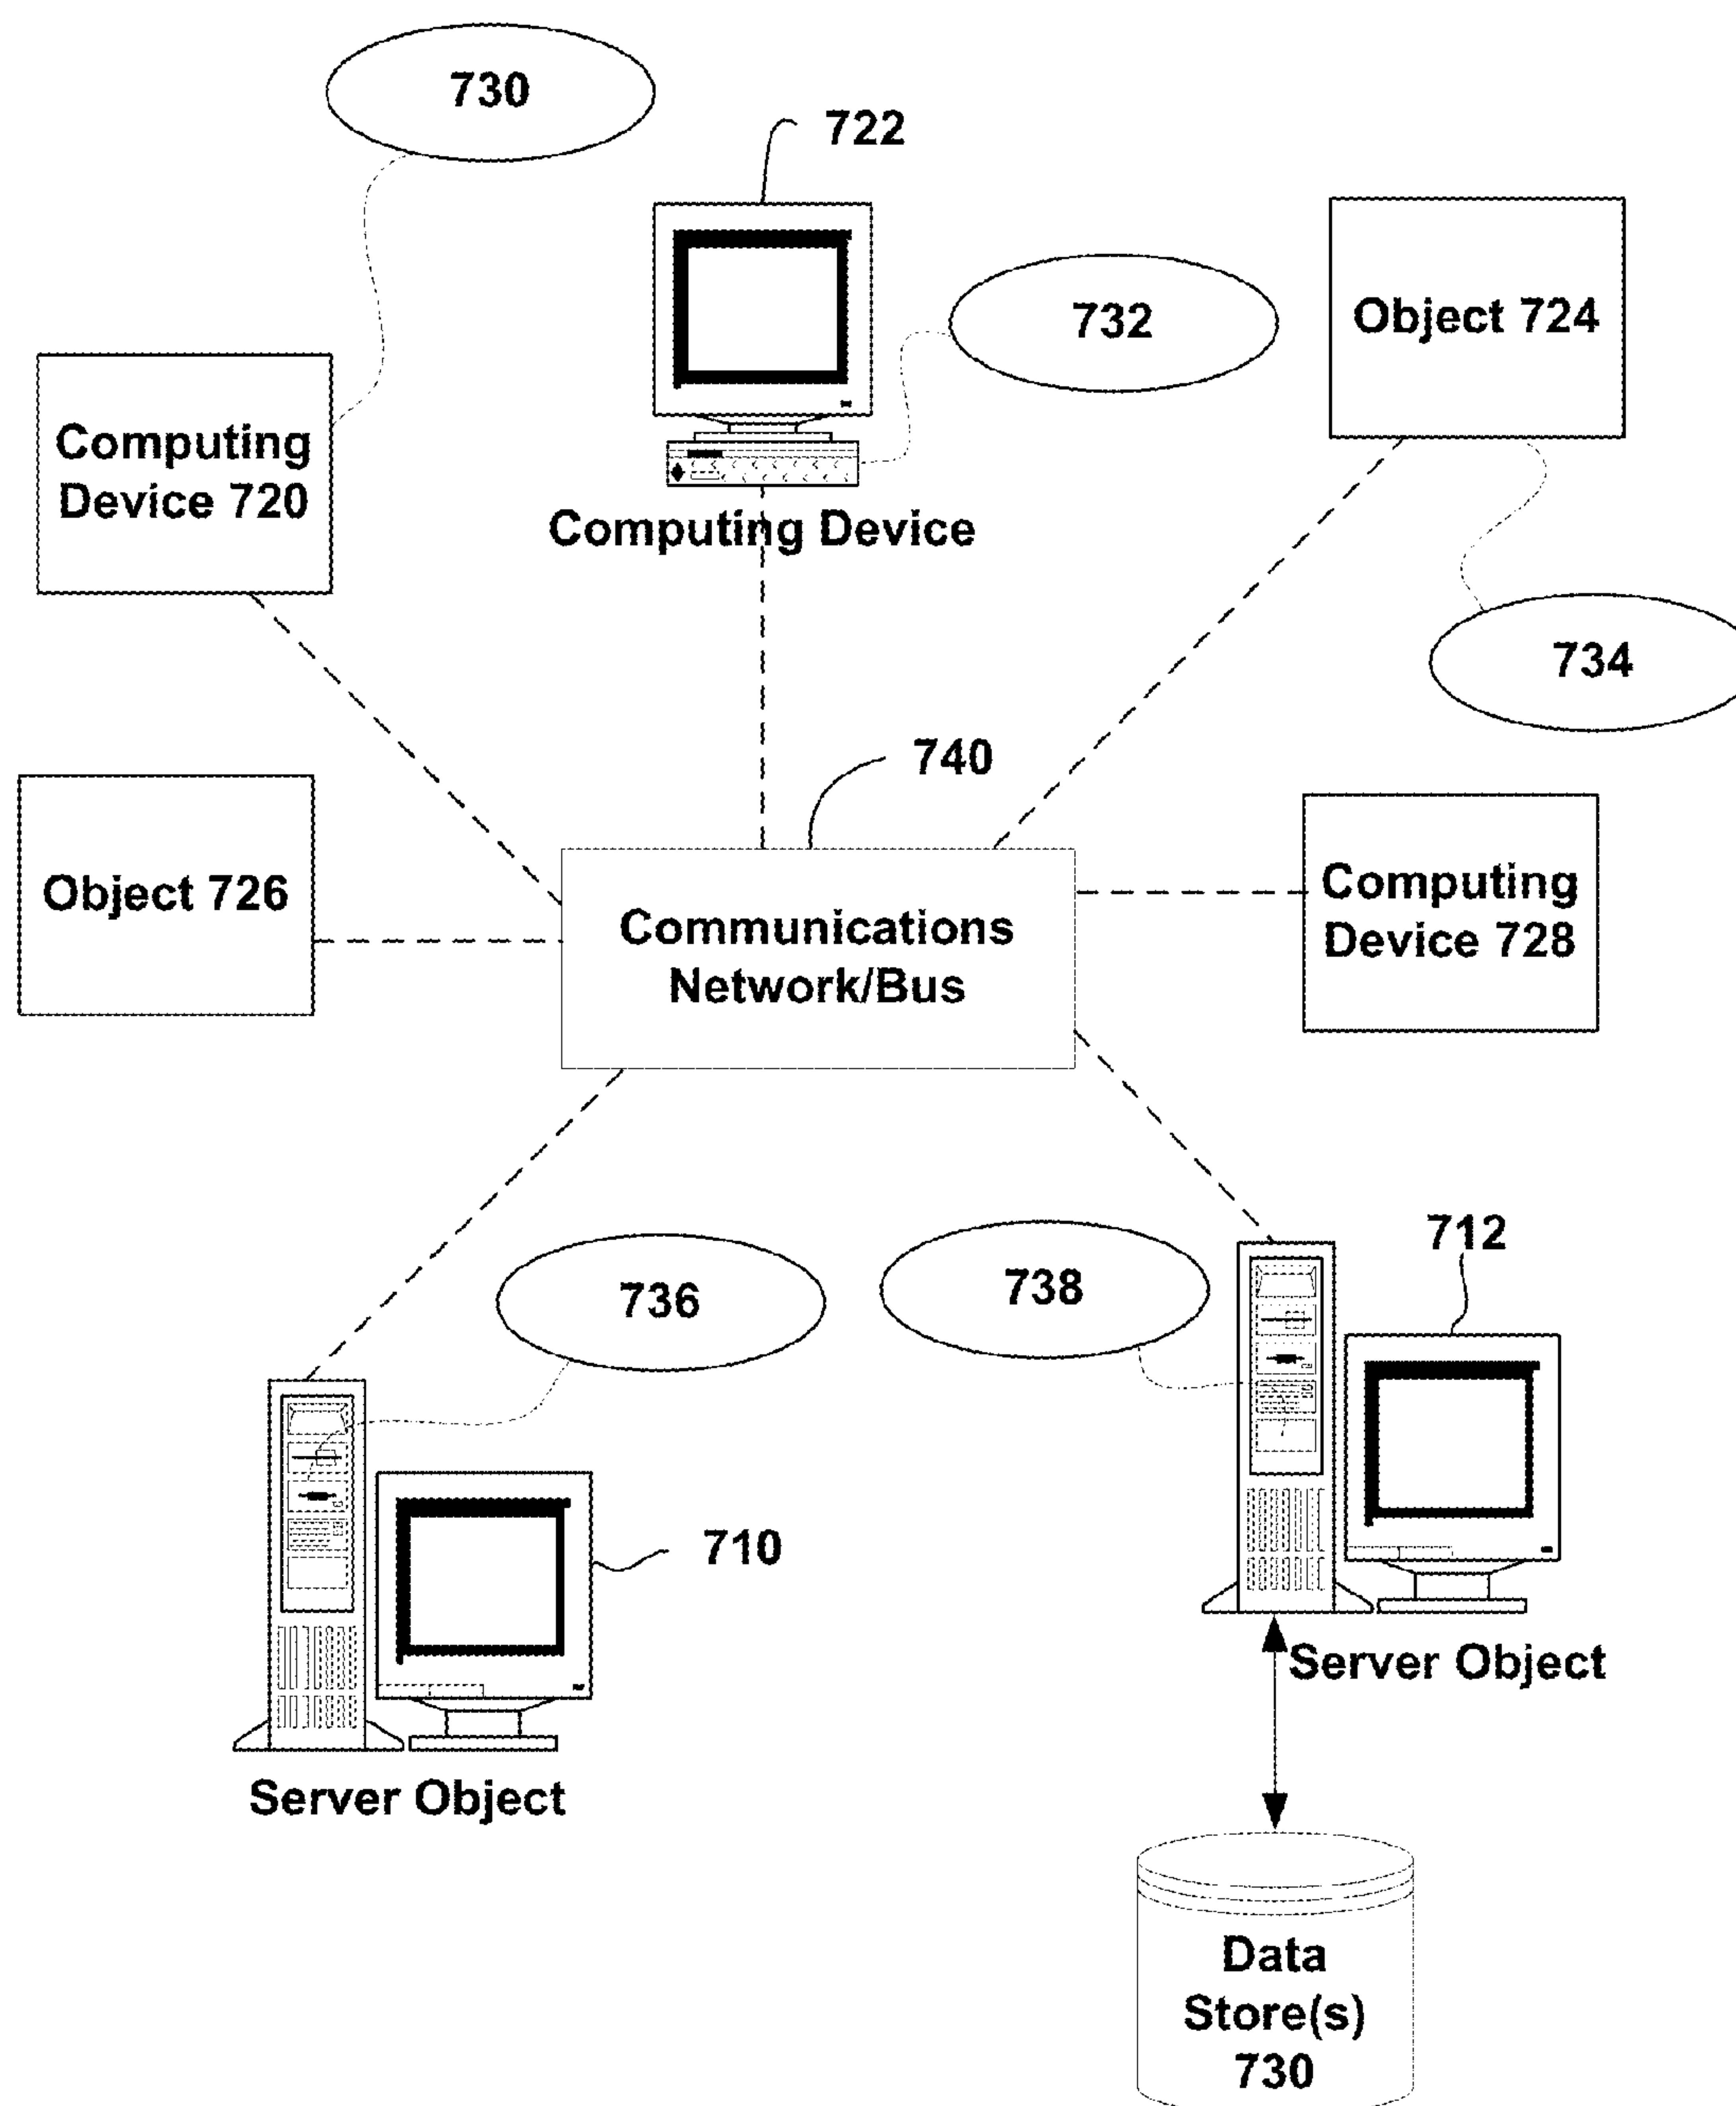 730
722
732
Object 724
Computing
Device 720
Computing Device
734
740
Object 726
Communications
Network/Bus
Computing
Device 728
736
738
712
710
Server Object
Server Object
Data
Store(s)
730